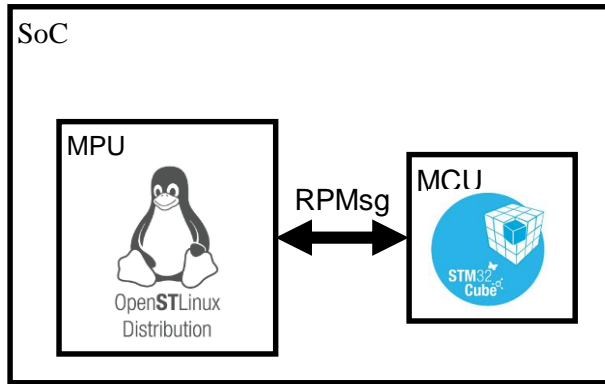 SoC
MPU
RPMsg
MCU
OpenSTLinux
Distribution
STM32
Cube